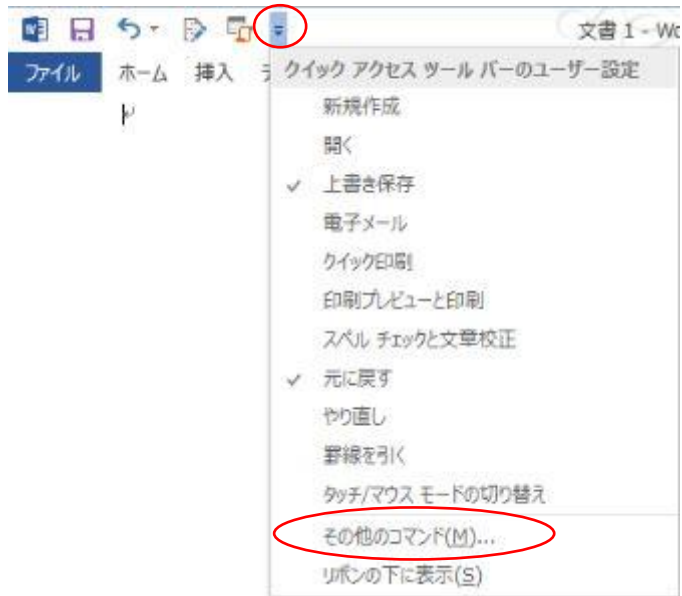 文書 1 - Wo
ファイル ホーム 挿入 デ
クイック アクセス ツール バーのユーザー設定
新規作成
開く
上書き保存
電子メール
クイック印刷
印刷プレビューと印刷
スペル チェックと文章校正
元に戻す
やり直し
罫線を引く
タッチ/マウス モードの切り替え
その他のコマンド(M)...
リボンの下に表示(S)